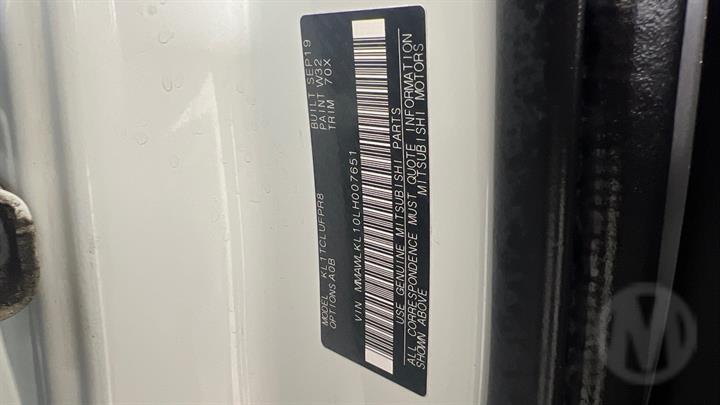 MODEL KL1TCLUFPR8 BUILT SEP19
OPTIONS A0B PAINT W32
TRIM 70X
VIN MMAWLKL10LH007651
USE GENUINE MITSUBISHI PARTS
ALL CORRESPONDENCE MUST QUOTE INFORMATION
SHOWN ABOVE MITSUBISHI MOTORS
M